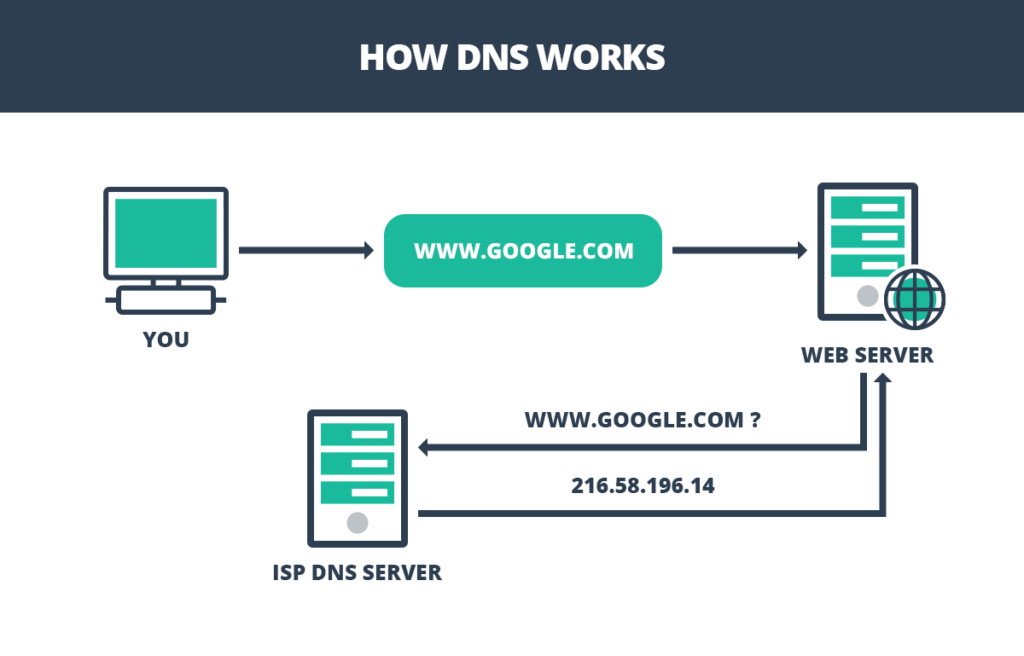 HOW DNS WORKS
WWW.GOOGLE.COM
YOU
WEB SERVER
WWW.GOOGLE.COM ?
216.58.196.14
ISP DNS SERVER